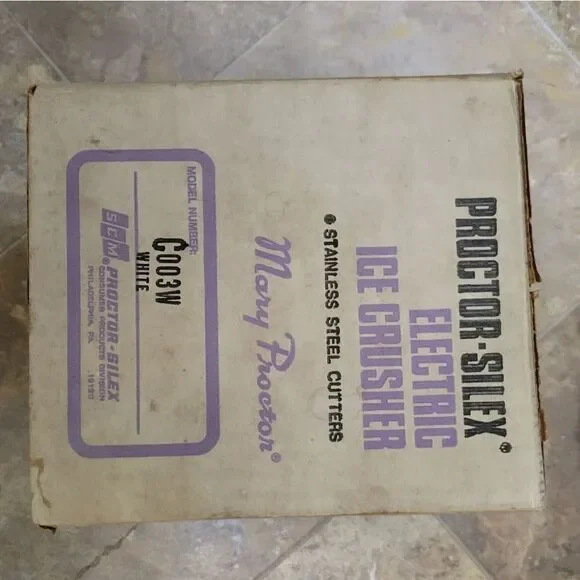 PROCTOR-SILEX®
ELECTRIC
ICE CRUSHER
• STAINLESS STEEL CUTTERS
Mary Proctor®
MODEL NUMBER:
C003W
WHITE
SCM PROCTOR-SILEX
® CONSUMER PRODUCTS DIVISION
PHILADELPHIA, PA.